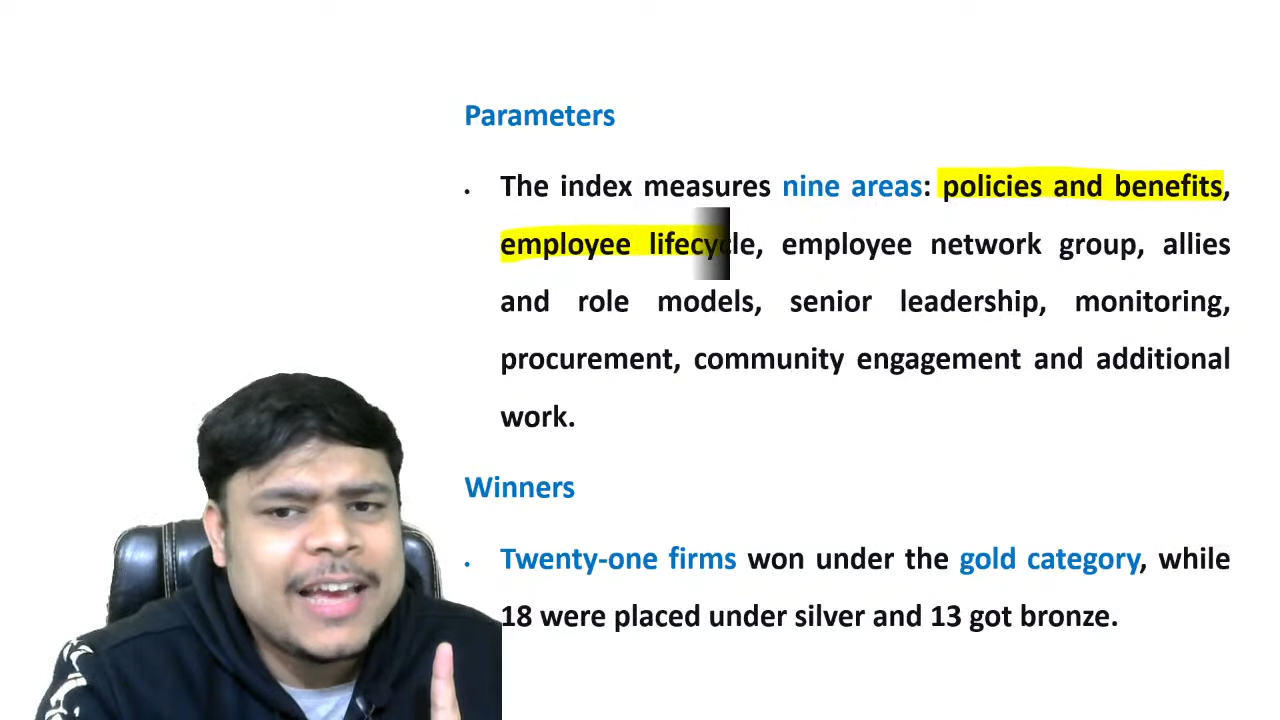 Parameters
• The index measures nine areas: policies and benefits,
employee lifecycle, employee network group, allies
and role models, senior leadership, monitoring,
procurement, community engagement and additional
work.
Winners
• Twenty-one firms won under the gold category, while
18 were placed under silver and 13 got bronze.